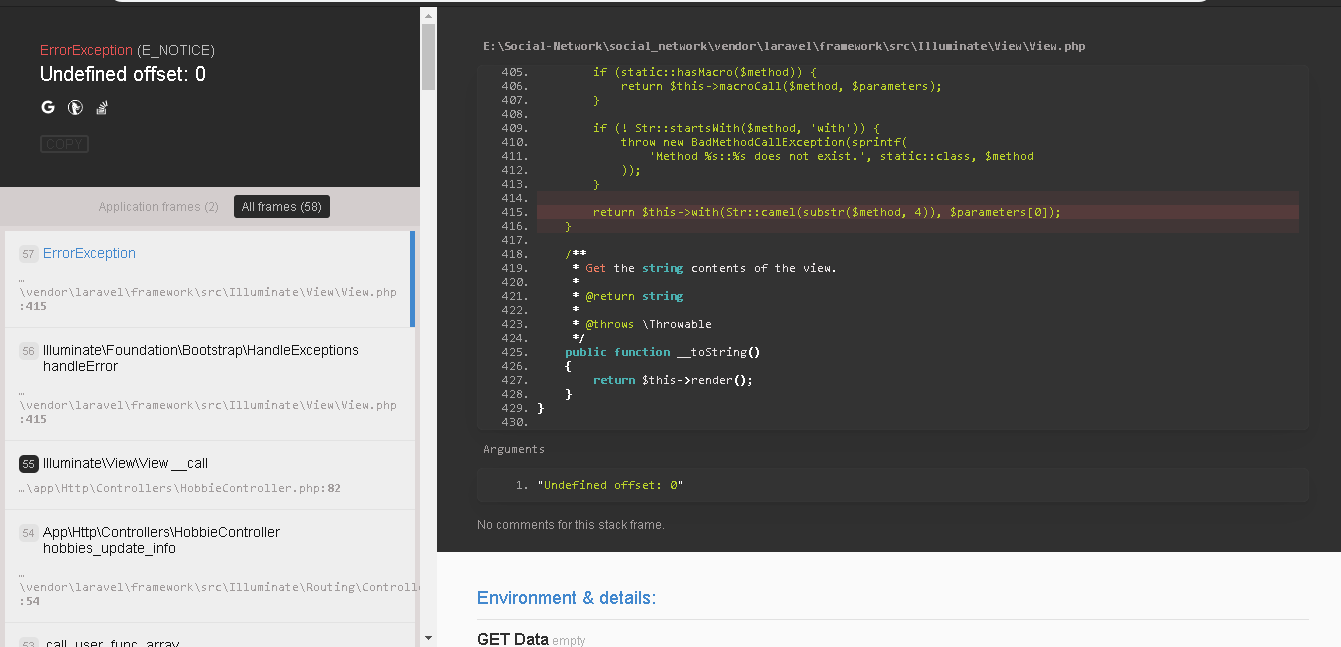 ErrorException (E_NOTICE)
Undefined offset: 0
COPY
Application frames (2) All frames (58)
57 ErrorException
…
\vendor\laravel\framework\src\Illuminate\View\View.php
:415
56 Illuminate\Foundation\Bootstrap\HandleExceptions
handleError
…
\vendor\laravel\framework\src\Illuminate\View\View.php
:415
55 Illuminate\View\View __call
…\app\Http\Controllers\HobbieController.php:82
54 App\Http\Controllers\HobbieController
hobbies_update_info
…
\vendor\laravel\framework\src\Illuminate\Routing\Controlle
:54
53 call_user_func_array
E:\Social-Network\social_network\vendor\laravel\framework\src\Illuminate\View\View.php
405. if (static::hasMacro($method)) {
406. return $this->macroCall($method, $parameters);
407. }
408.
409. if (! Str::startsWith($method, 'with')) {
410. throw new BadMethodCallException(sprintf(
411. 'Method %s::%s does not exist.', static::class, $method
412. ));
413. }
414.
415. return $this->with(Str::camel(substr($method, 4)), $parameters[0]);
416. }
417.
418. /**
419. * Get the string contents of the view.
420. *
421. * @return string
422. *
423. * @throws \Throwable
424. */
425. public function __toString()
426. {
427. return $this->render();
428. }
429. }
430.
Arguments
1. "Undefined offset: 0"
No comments for this stack frame.
Environment & details:
GET Data empty